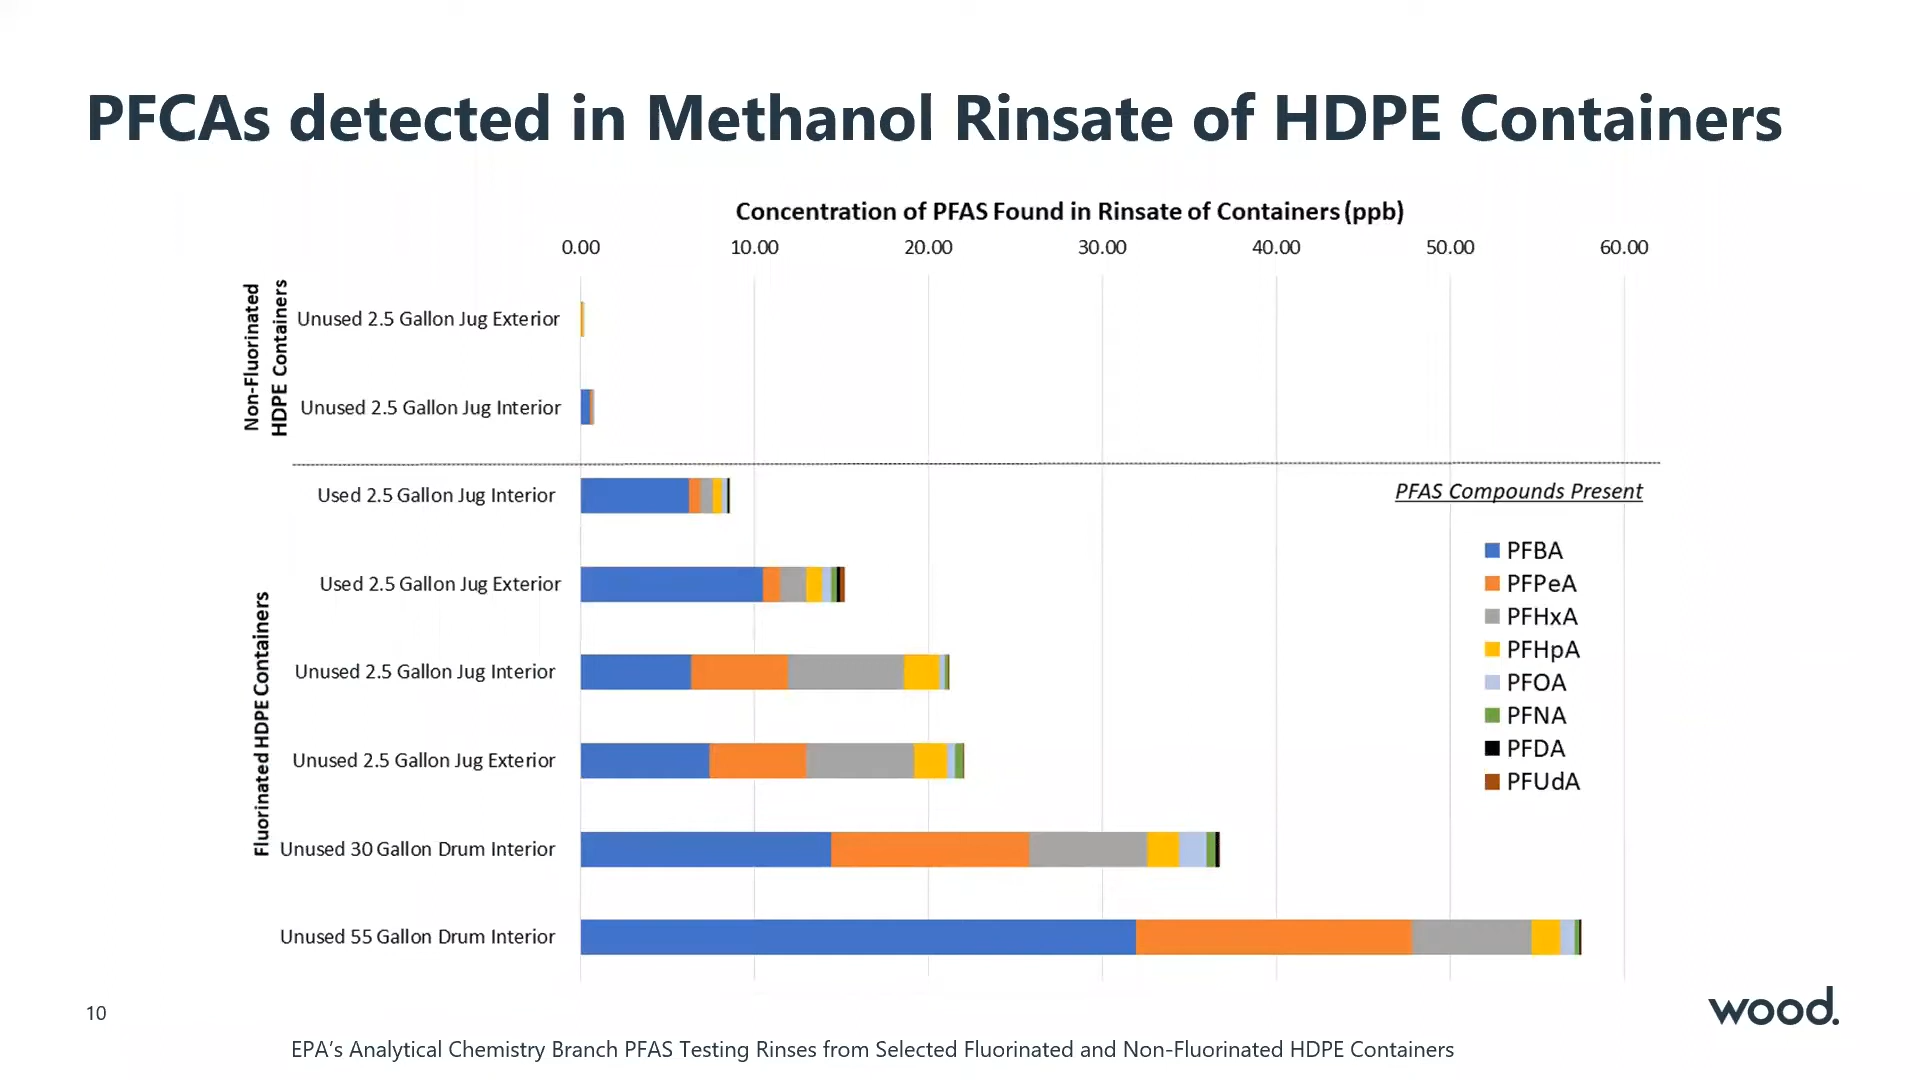 PFCAs detected in Methanol Rinsate of HDPE Containers
Concentration of PFAS Found in Rinsate of Containers (ppb)
0.00 10.00 20.00 30.00 40.00 50.00 60.00
Non-Fluorinated
HDPE Containers
Unused 2.5 Gallon Jug Exterior
Unused 2.5 Gallon Jug Interior
Fluorinated HDPE Containers
Used 2.5 Gallon Jug Interior
Used 2.5 Gallon Jug Exterior
Unused 2.5 Gallon Jug Interior
Unused 2.5 Gallon Jug Exterior
Unused 30 Gallon Drum Interior
Unused 55 Gallon Drum Interior
PFAS Compounds Present
PFBA
PFPeA
PFHxA
PFHpA
PFOA
PFNA
PFDA
PFUdA
10
wood.
EPA’s Analytical Chemistry Branch PFAS Testing Rinses from Selected Fluorinated and Non-Fluorinated HDPE Containers